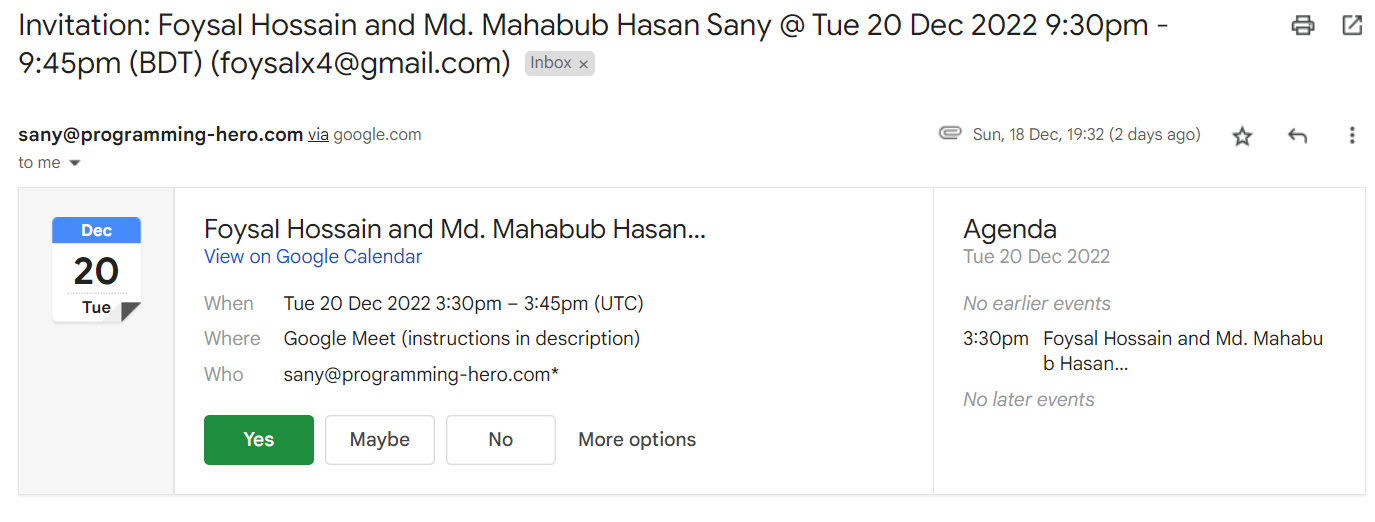 Invitation: Foysal Hossain and Md. Mahabub Hasan Sany @ Tue 20 Dec 2022 9:30pm -
9:45pm (BDT) (foysalx4@gmail.com) Inbox ×
sany@programming-hero.com via google.com
Sun, 18 Dec, 19:32 (2 days ago)
to me
Dec
20
Tue
Foysal Hossain and Md. Mahabub Hasan...
View on Google Calendar
When Tue 20 Dec 2022 3:30pm – 3:45pm (UTC)
Where Google Meet (instructions in description)
Who sany@programming-hero.com*
Yes Maybe No More options
Agenda
Tue 20 Dec 2022
No earlier events
3:30pm Foysal Hossain and Md. Mahabu
b Hasan...
No later events